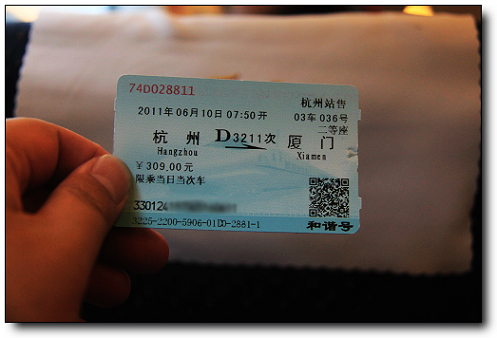 74D028811
杭州站售
2011年06月10日07:50开
03车 036号
二等座
杭州 D3211次 厦门
Hangzhou Xiamen
￥309.00元
限乘当日当次车
330124
3225-2200-5906-01D0-2881-1
和谐号